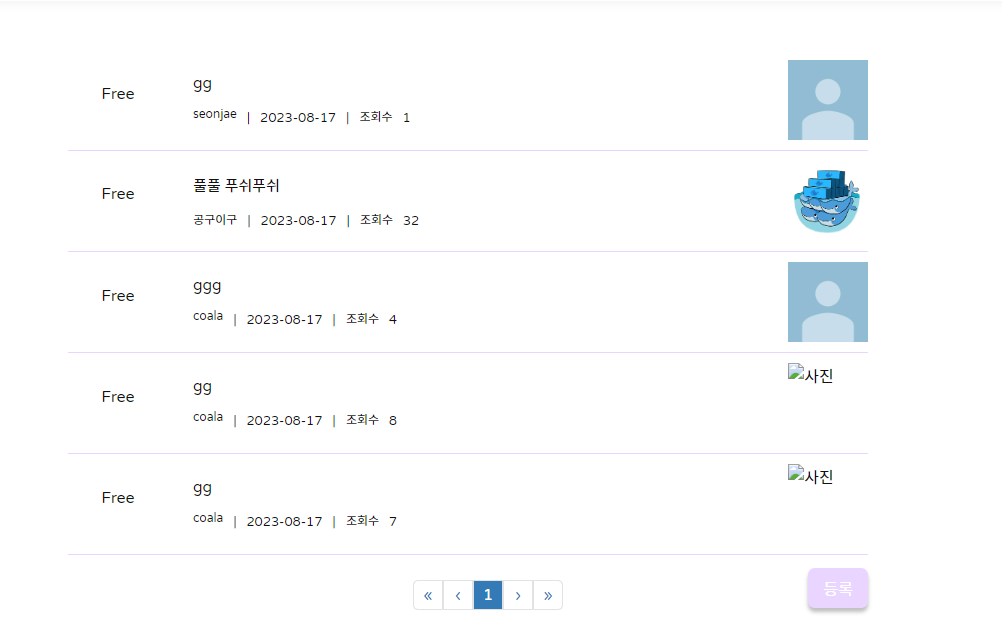 Free
gg
seonjae | 2023-08-17 | 조회수 1
Free
풀풀 푸쉬푸쉬
공구이구 | 2023-08-17 | 조회수 32
Free
ggg
coala | 2023-08-17 | 조회수 4
사진
Free
gg
coala | 2023-08-17 | 조회수 8
사진
Free
gg
coala | 2023-08-17 | 조회수 7
« ‹ 1 › »
등록